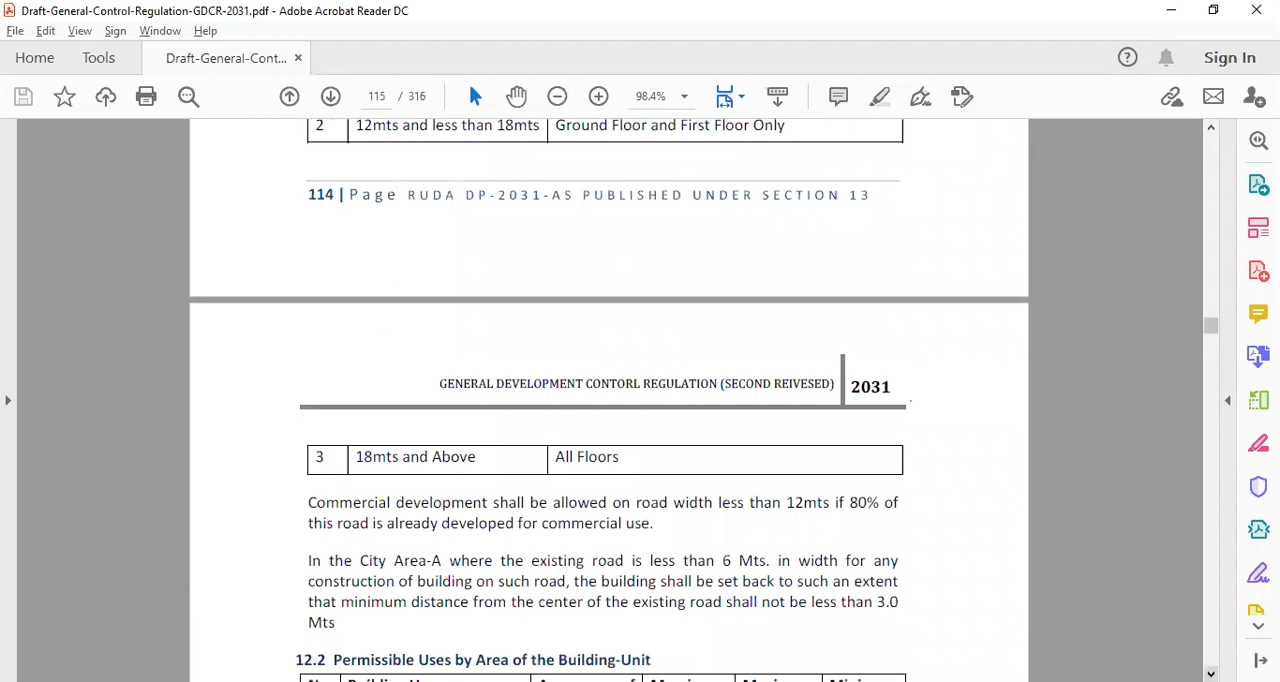 Draft-General-Control-Regulation-GDCR-2031.pdf - Adobe Acrobat Reader DC
File Edit View Sign Window Help
Home Tools Draft-General-Cont... × Sign In
115 / 316 98.4%
2 12mts and less than 18mts Ground Floor and First Floor Only
114 | Page RUDA DP-2031-AS PUBLISHED UNDER SECTION 13
GENERAL DEVELOPMENT CONTORL REGULATION (SECOND REIVESED) 2031
3 18mts and Above All Floors
Commercial development shall be allowed on road width less than 12mts if 80% of
this road is already developed for commercial use.
In the City Area-A where the existing road is less than 6 Mts. in width for any
construction of building on such road, the building shall be set back to such an extent
that minimum distance from the center of the existing road shall not be less than 3.0
Mts
12.2 Permissible Uses by Area of the Building-Unit